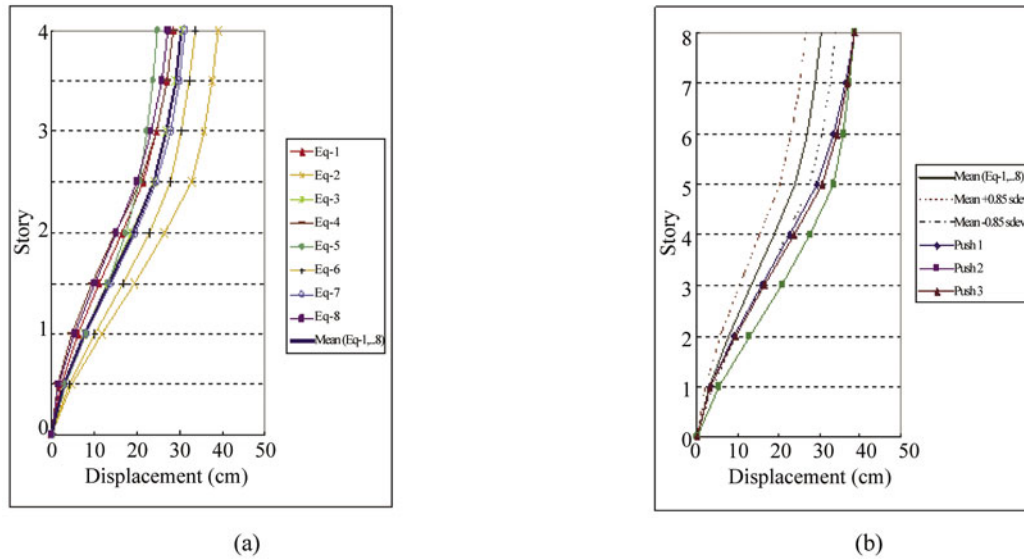 4
3
2
1
0
Story
0 10 20 30 40 50
Displacement (cm)
Eq-1
Eq-2
Eq-3
Eq-4
Eq-5
Eq-6
Eq-7
Eq-8
Mean (Eq-1,..8)
(a)
8
7
6
5
4
3
2
1
0
Story
0 10 20 30 40 50
Displacement (cm)
Mean (Eq-1,..8)
Mean +0.85 sdev
Mean -0.85 sdev
Push 1
Push 2
Push 3
(b)